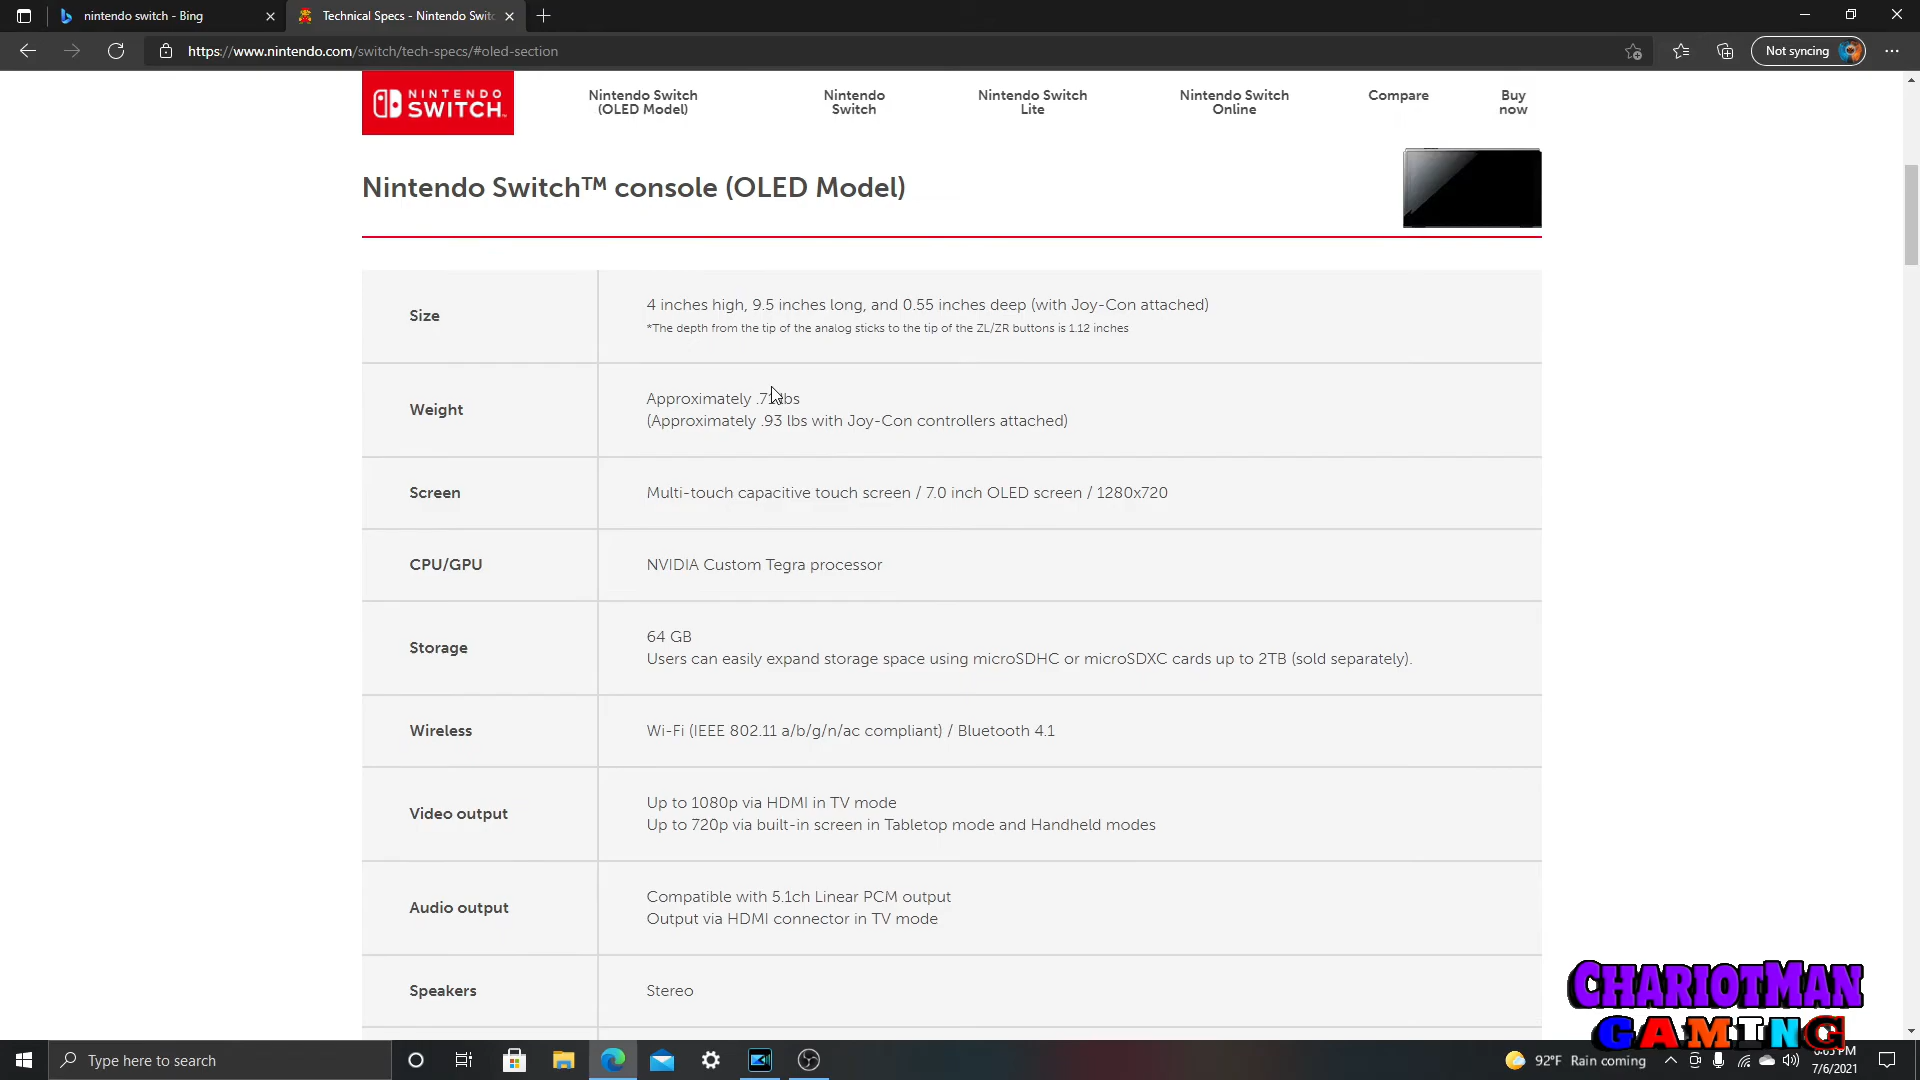 nintendo switch - Bing
Technical Specs - Nintendo Swit
https://www.nintendo.com/switch/tech-specs/#oled-section
Not syncing
NINTENDO
SWITCH™
Nintendo Switch
(OLED Model)
Nintendo
Switch
Nintendo Switch
Lite
Nintendo Switch
Online
Compare
Buy
now
Nintendo Switch™ console (OLED Model)
Size
4 inches high, 9.5 inches long, and 0.55 inches deep (with Joy-Con attached)
*The depth from the tip of the analog sticks to the tip of the ZL/ZR buttons is 1.12 inches
Weight
Approximately
(Approximately .93 lbs with Joy-Con controllers attached)
Screen
Multi-touch capacitive touch screen / 7.0 inch OLED screen / 1280x720
CPU/GPU
NVIDIA Custom Tegra processor
Storage
64 GB
Users can easily expand storage space using microSDHC or microSDXC cards up to 2TB (sold separately).
Wireless
Wi-Fi (IEEE 802.11 a/b/g/n/ac compliant) / Bluetooth 4.1
Video output
Up to 1080p via HDMI in TV mode
Up to 720p via built-in screen in Tabletop mode and Handheld modes
Audio output
Compatible with 5.1ch Linear PCM output
Output via HDMI connector in TV mode
Speakers
Stereo
CHARIOTMAN
GAMING
Type here to search
92°F Rain coming
7/6/2021